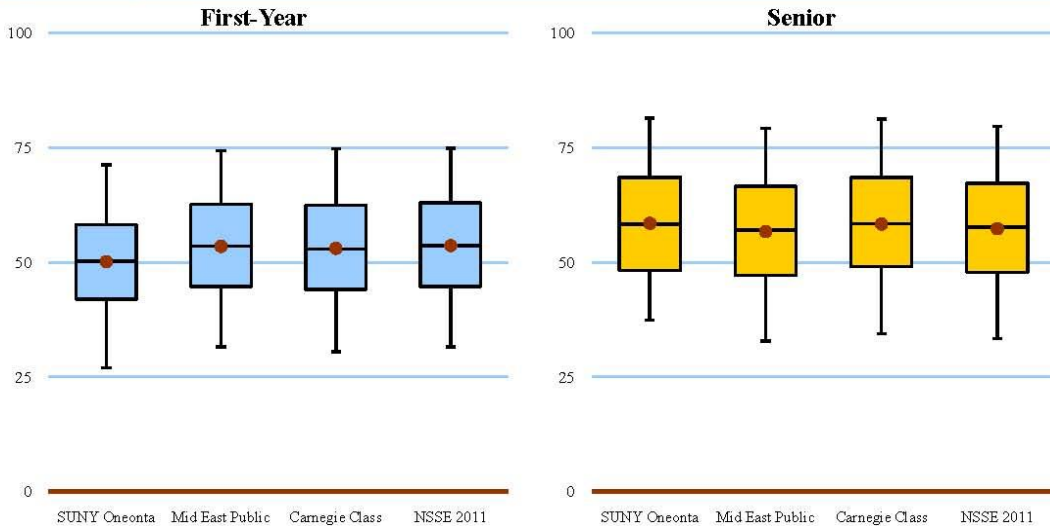 First-Year
100
75
50
25
0
SUNY Oneonta Mid East Public Carnegie Class NSSE 2011
Senior
100
75
50
25
0
SUNY Oneonta Mid East Public Carnegie Class NSSE 2011